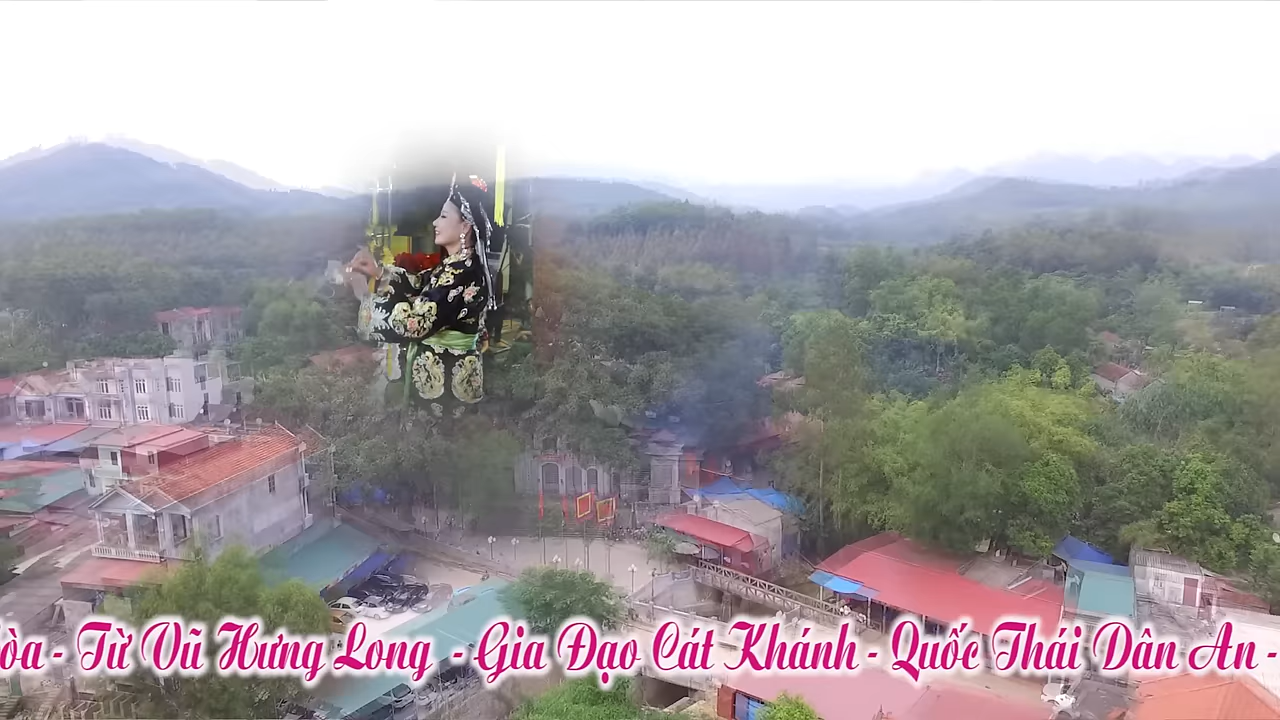 - Từ Vũ Hưng Long - Gia Đạo Cát Khánh - Quốc Thái Dân An -